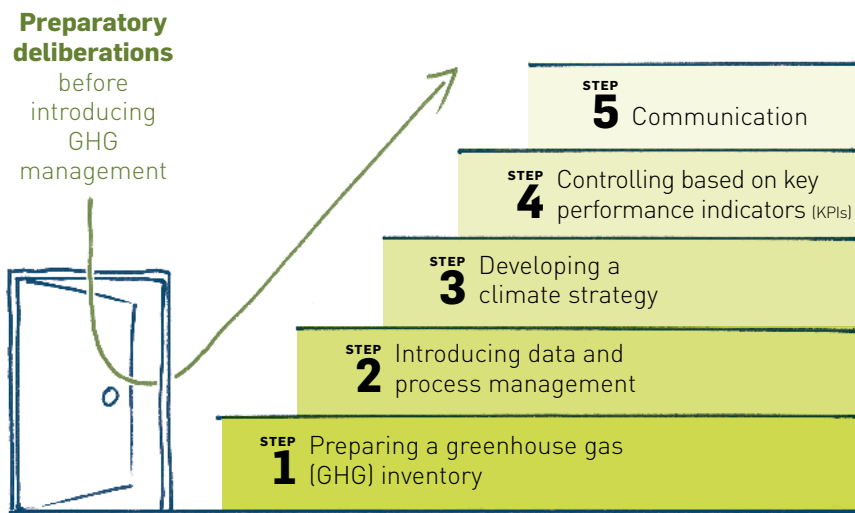 Preparatory
deliberations
before
introducing
GHG
management
STEP
5 Communication
STEP
4 Controlling based on key
performance indicators (KPIs)
STEP
3 Developing a
climate strategy
STEP
2 Introducing data and
process management
STEP
1 Preparing a greenhouse gas
(GHG) inventory